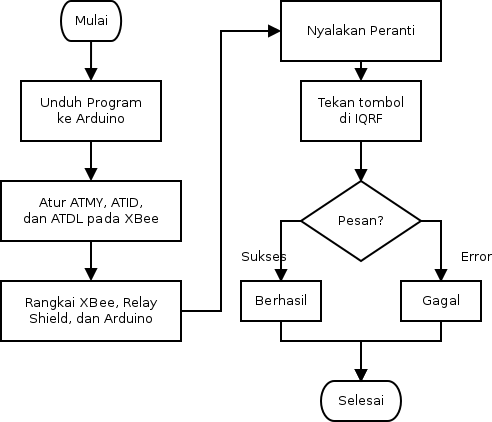 Mulai
Unduh Program
ke Arduino
Atur ATMY, ATID,
dan ATDL pada XBee
Rangkai XBee, Relay
Shield, dan Arduino
Nyalakan Peranti
Tekan tombol
di IQRF
Pesan?
Sukses
Error
Berhasil
Gagal
Selesai